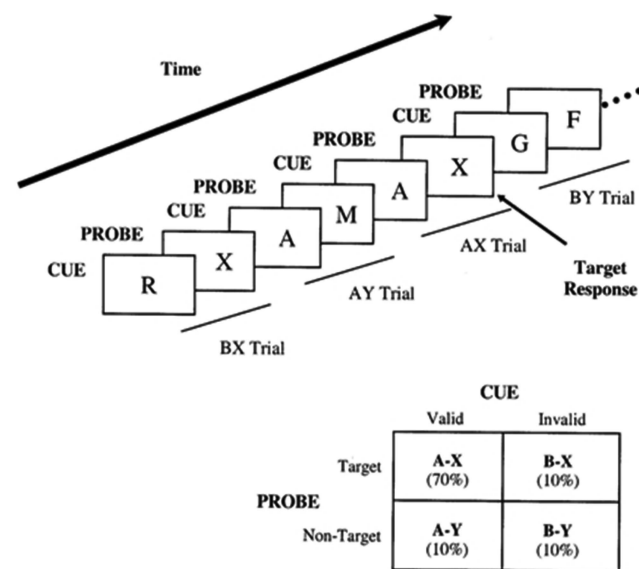 Time
PROBE
CUE
F
PROBE
G
CUE
X
PROBE
A
CUE
M
PROBE
A
CUE
X
PROBE
CUE
R
BY Trial
AX Trial
Target
Response
AY Trial
BX Trial
CUE
Valid
Invalid
Target
A-X
(70%)
B-X
(10%)
PROBE
Non-Target
A-Y
(10%)
B-Y
(10%)